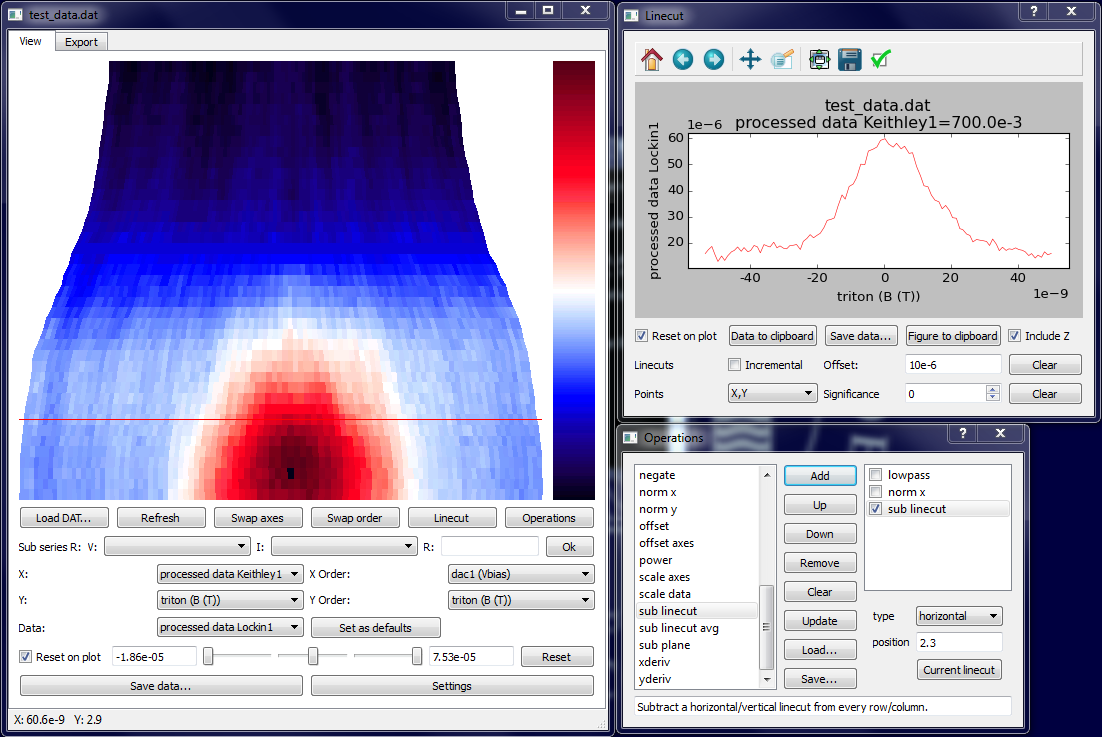 test_data.dat
View Export
Load DAT... Refresh Swap axes Swap order Linecut Operations
Sub series R: V: I: R: Ok
X: processed data Keithley1 X Order: dac1 (Vbias)
Y: triton (B (T)) Y Order: triton (B (T))
Data: processed data Lockin1 Set as defaults
Reset on plot -1.86e-05 7.53e-05 Reset
Save data... Settings
X: 60.6e-9 Y: 2.9
Linecut
test_data.dat
1e-6 processed data Keithley1=700.0e-3
processed data Lockin1
60
50
40
30
20
-40 -20 0 20 40
triton (B (T)) 1e-9
Reset on plot Data to clipboard Save data... Figure to clipboard Include Z
Linecuts Incremental Offset: 10e-6 Clear
Points X,Y Significance 0 Clear
Operations
negate
norm x
norm y
offset
offset axes
power
scale axes
scale data
sub linecut
sub linecut avg
sub plane
xderiv
yderiv
Add
Up
Down
Remove
Clear
Update
Load...
Save...
lowpass
norm x
sub linecut
type horizontal
position 2.3
Current linecut
Subtract a horizontal/vertical linecut from every row/column.